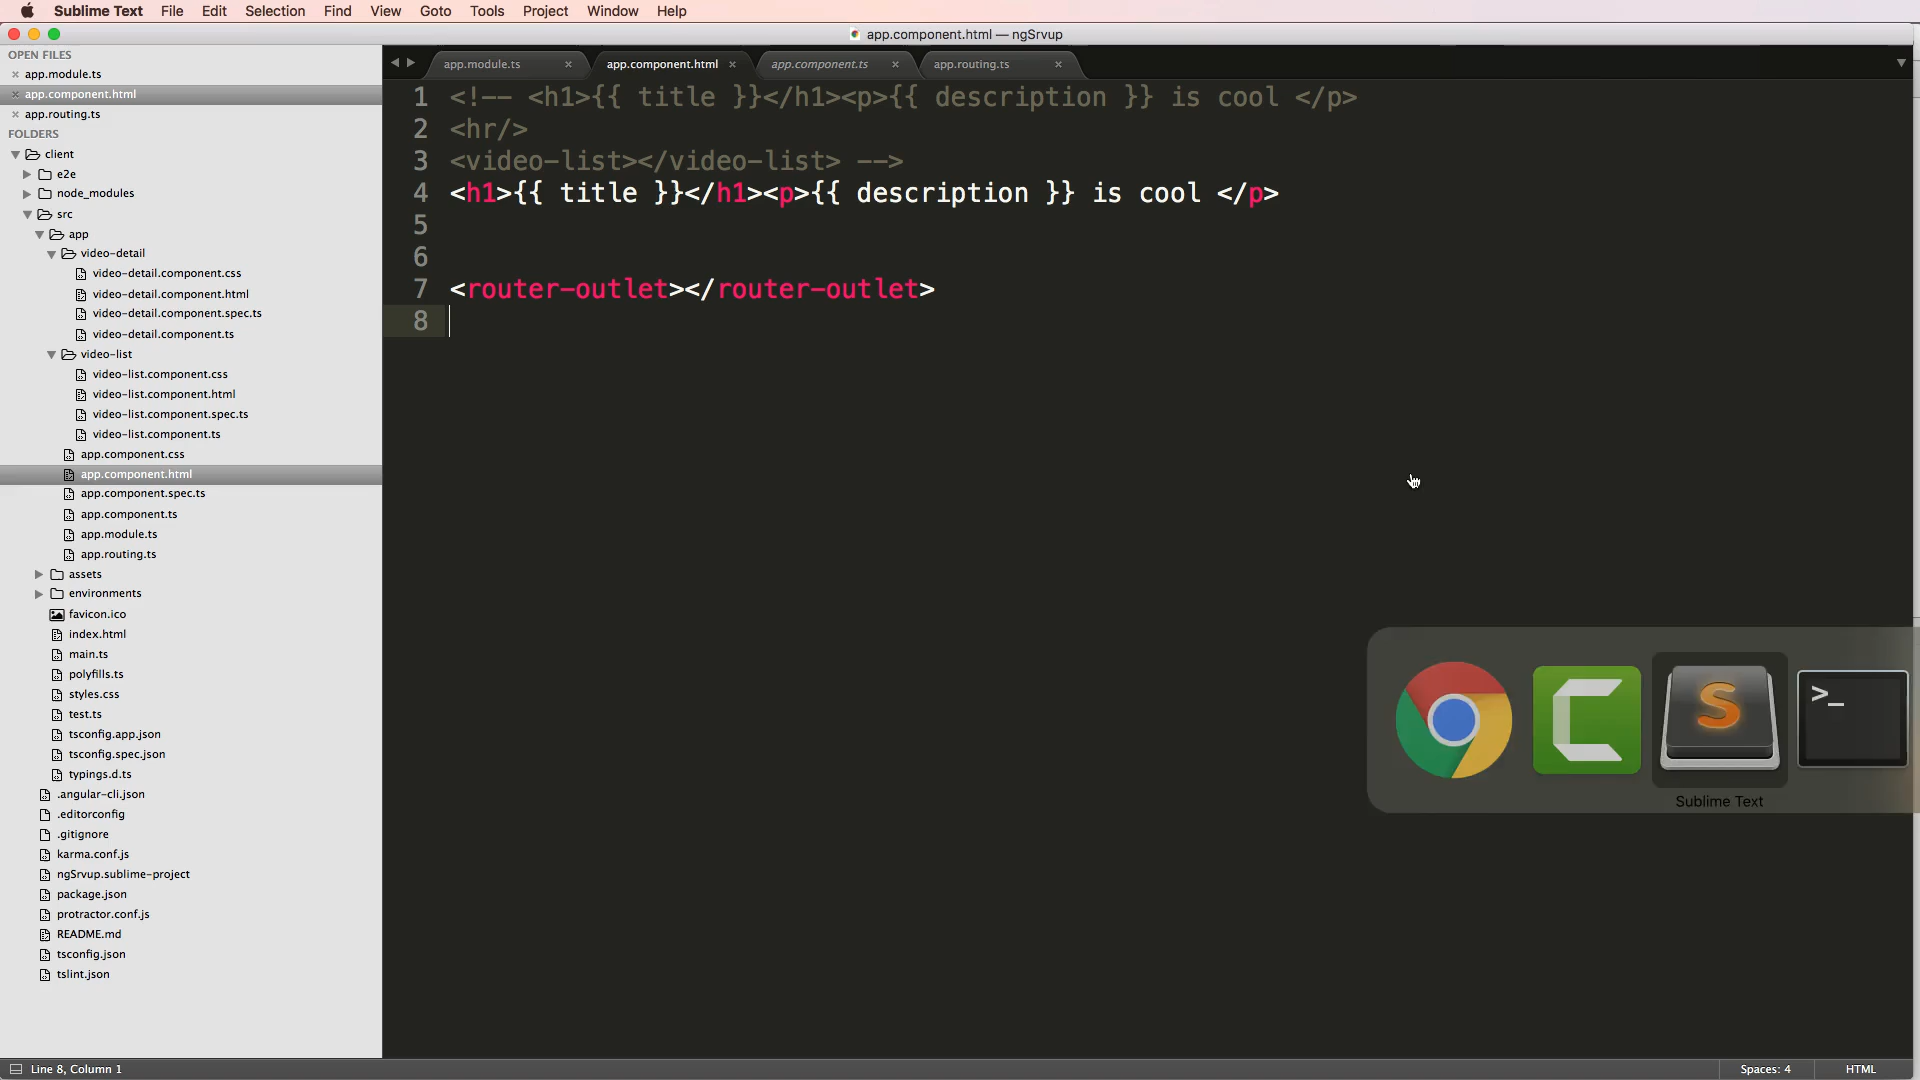 Sublime Text File Edit Selection Find View Goto Tools Project Window Help
app.component.html — ngSrvup
OPEN FILES
app.module.ts
app.component.html
app.routing.ts
FOLDERS
client
e2e
node_modules
src
app
video-detail
video-detail.component.css
video-detail.component.html
video-detail.component.spec.ts
video-detail.component.ts
video-list
video-list.component.css
video-list.component.html
video-list.component.spec.ts
video-list.component.ts
app.component.css
app.component.html
app.component.spec.ts
app.component.ts
app.module.ts
app.routing.ts
assets
environments
favicon.ico
index.html
main.ts
polyfills.ts
styles.css
test.ts
tsconfig.app.json
tsconfig.spec.json
typings.d.ts
.angular-cli.json
.editorconfig
.gitignore
karma.conf.js
ngSrvup.sublime-project
package.json
protractor.conf.js
README.md
tsconfig.json
tslint.json
app.module.ts app.component.html app.component.ts app.routing.ts
1 <!-- <h1>{{ title }}</h1><p>{{ description }} is cool </p>
2 <hr/>
3 <video-list></video-list> -->
4 <h1>{{ title }}</h1><p>{{ description }} is cool </p>
5
6
7 <router-outlet></router-outlet>
8
S
>_
Sublime Text
Line 8, Column 1
Spaces: 4
HTML